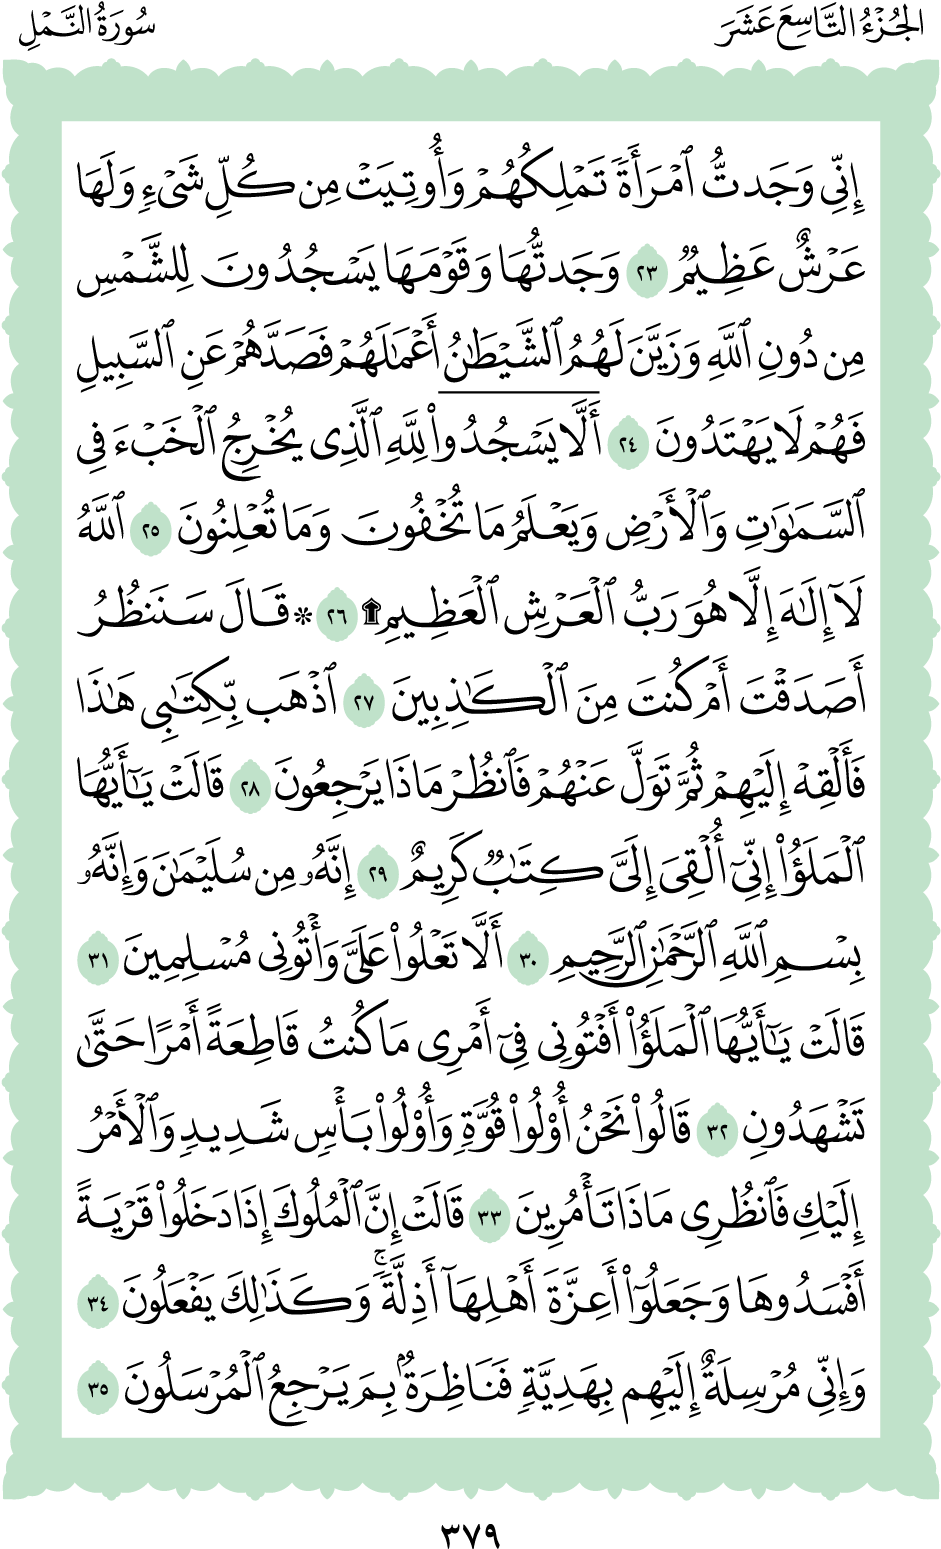 الجُزْءُ التَّاسِعَ عَشَرَ
سُورَةُ النَّمْلِ
إِنِّي وَجَدتُّ ٱمْرَأَةً تَمْلِكُهُمْ وَأُوتِيَتْ مِن كُلِّ شَىْءٍ وَلَهَا
عَرْشٌ عَظِيمٌ ٢٣ وَجَدتُّهَا وَقَوْمَهَا يَسْجُدُونَ لِلشَّمْسِ
مِن دُونِ ٱللَّهِ وَزَيَّنَ لَهُمُ ٱلشَّيْطَٰنُ أَعْمَٰلَهُمْ فَصَدَّهُمْ عَنِ ٱلسَّبِيلِ
فَهُمْ لَا يَهْتَدُونَ ٢٤ أَلَّا يَسْجُدُوا۟ لِلَّهِ ٱلَّذِى يُخْرِجُ ٱلْخَبْءَ فِى
ٱلسَّمَٰوَٰتِ وَٱلْأَرْضِ وَيَعْلَمُ مَا تُخْفُونَ وَمَا تُعْلِنُونَ ٢٥ ٱللَّهُ
لَآ إِلَٰهَ إِلَّا هُوَ رَبُّ ٱلْعَرْشِ ٱلْعَظِيمِ ۩ ٢٦ ۞ قَالَ سَنَنظُرُ
أَصَدَقْتَ أَمْ كُنتَ مِنَ ٱلْكَٰذِبِينَ ٢٧ ٱذْهَب بِّكِتَٰبِى هَٰذَا
فَأَلْقِهْ إِلَيْهِمْ ثُمَّ تَوَلَّ عَنْهُمْ فَٱنظُرْ مَاذَا يَرْجِعُونَ ٢٨ قَالَتْ يَٰٓأَيُّهَا
ٱلْمَلَؤُا۟ إِنِّىٓ أُلْقِىَ إِلَىَّ كِتَٰبٌ كَرِيمٌ ٢٩ إِنَّهُۥ مِن سُلَيْمَٰنَ وَإِنَّهُۥ
بِسْمِ ٱللَّهِ ٱلرَّحْمَٰنِ ٱلرَّحِيمِ ٣٠ أَلَّا تَعْلُوا۟ عَلَىَّ وَأْتُونِى مُسْلِمِينَ ٣١
قَالَتْ يَٰٓأَيُّهَا ٱلْمَلَؤُا۟ أَفْتُونِى فِىٓ أَمْرِى مَا كُنتُ قَاطِعَةً أَمْرًا حَتَّىٰ
تَشْهَدُونِ ٣٢ قَالُوا۟ نَحْنُ أُو۟لُوا۟ قُوَّةٍ وَأُو۟لُوا۟ بَأْسٍ شَدِيدٍ وَٱلْأَمْرُ
إِلَيْكِ فَٱنظُرِى مَاذَا تَأْمُرِينَ ٣٣ قَالَتْ إِنَّ ٱلْمُلُوكَ إِذَا دَخَلُوا۟ قَرْيَةً
أَفْسَدُوهَا وَجَعَلُوٓا۟ أَعِزَّةَ أَهْلِهَآ أَذِلَّةً ۚ وَكَذَٰلِكَ يَفْعَلُونَ ٣٤
وَإِنِّى مُرْسِلَةٌ إِلَيْهِم بِهَدِيَّةٍ فَنَاظِرَةٌۢ بِمَ يَرْجِعُ ٱلْمُرْسَلُونَ ٣٥
٣٧٩